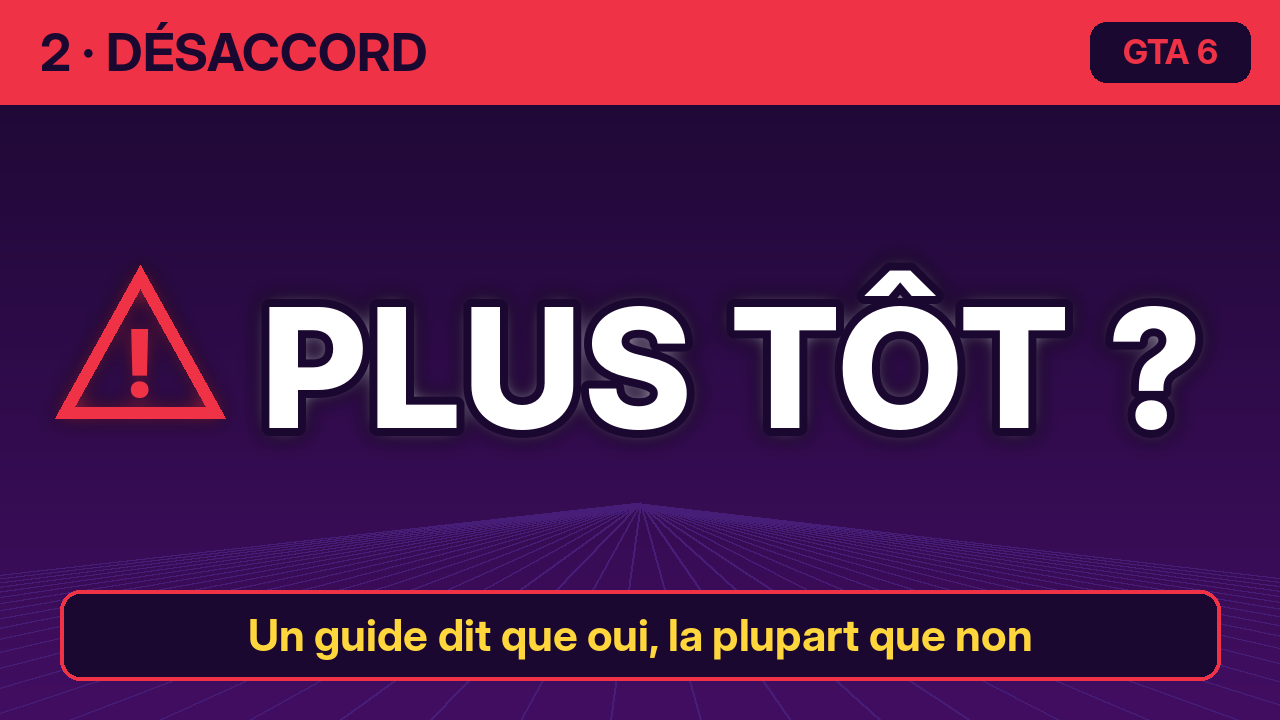 2 · DÉSACCORD
GTA 6
! PLUS TÔT ?
Un guide dit que oui, la plupart que non